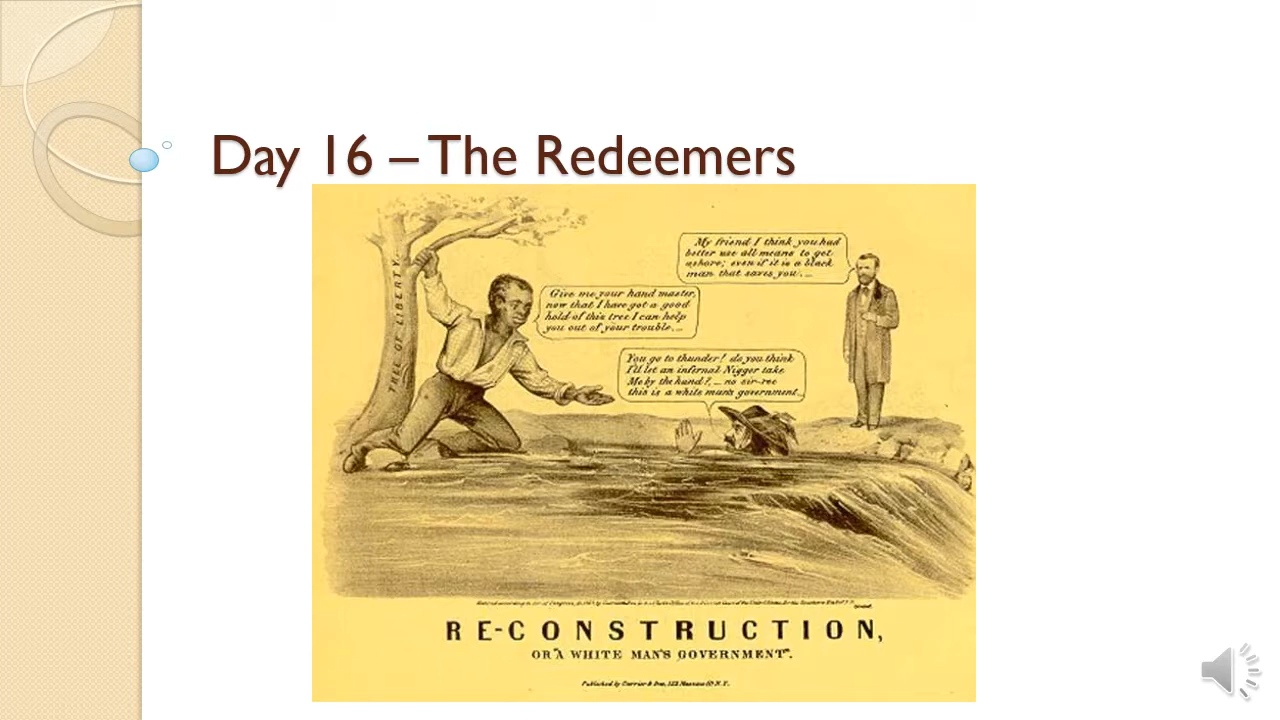 Day 16 – The Redeemers
My friend I think you had
better use all means to get
ashore; even if it is a black
man that saves you._
Give me your hand master,
now that I have got a good
hold of this tree I can help
you out of your trouble._
You go to thunder! do you think
I'll let an infernal Nigger take
Me by the hand?,_ no sir-ree
this is a white man's government._
TREE OF LIBERTY.
RE-CONSTRUCTION,
OR "A WHITE MAN'S GOVERNMENT".
Published by Currier & Ives, 152 Nassau St N.Y.